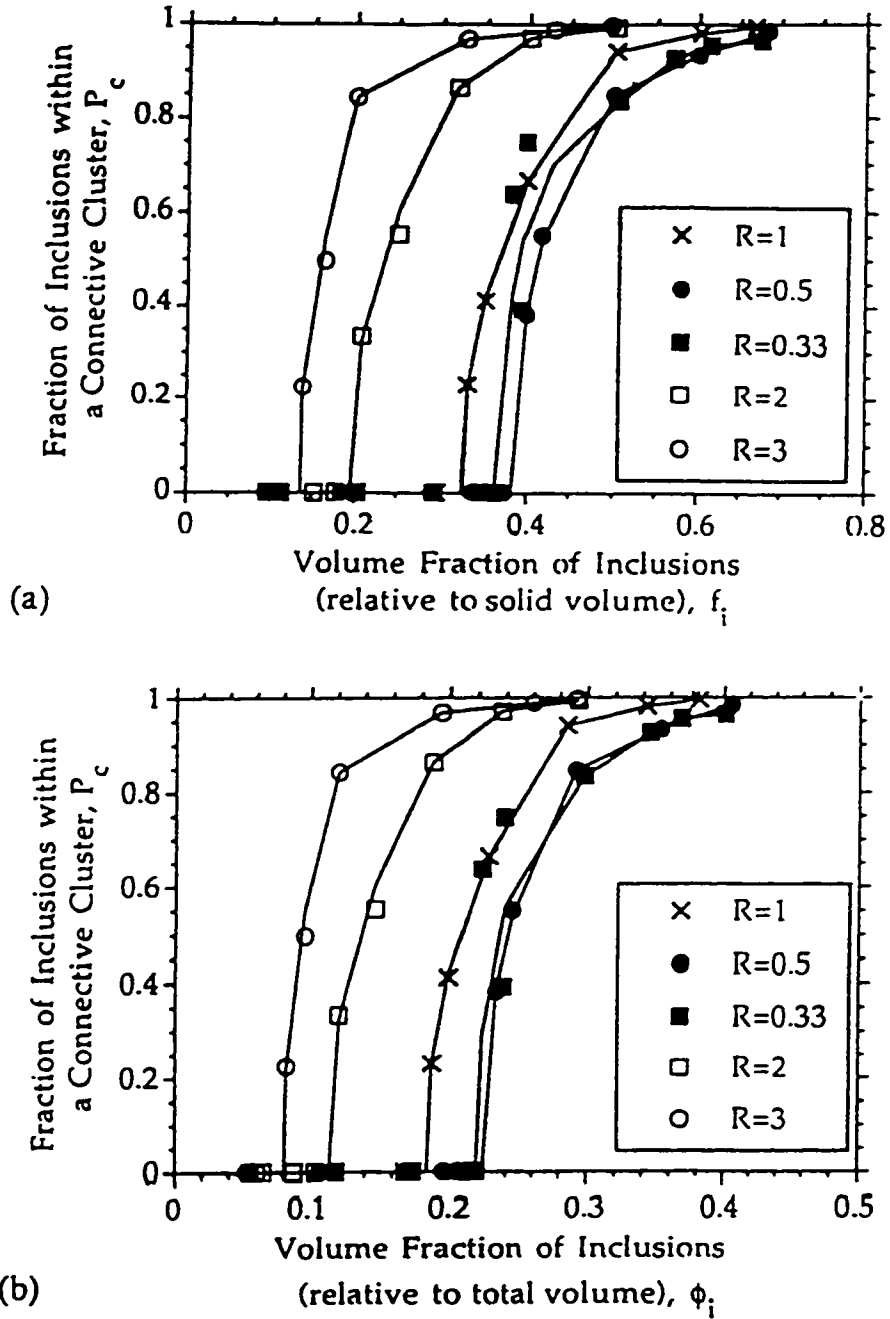 1
0.8
0.6
0.4
0.2
0
Fraction of Inclusions within
a Connective Cluster, P_c
R=1
R=0.5
R=0.33
R=2
R=3
0 0.2 0.4 0.6 0.8
Volume Fraction of Inclusions
(a) (relative to solid volume), f_i
1
0.8
0.6
0.4
0.2
0
Fraction of Inclusions within
a Connective Cluster, P_c
R=1
R=0.5
R=0.33
R=2
R=3
0 0.1 0.2 0.3 0.4 0.5
Volume Fraction of Inclusions
(b) (relative to total volume), ϕ_i